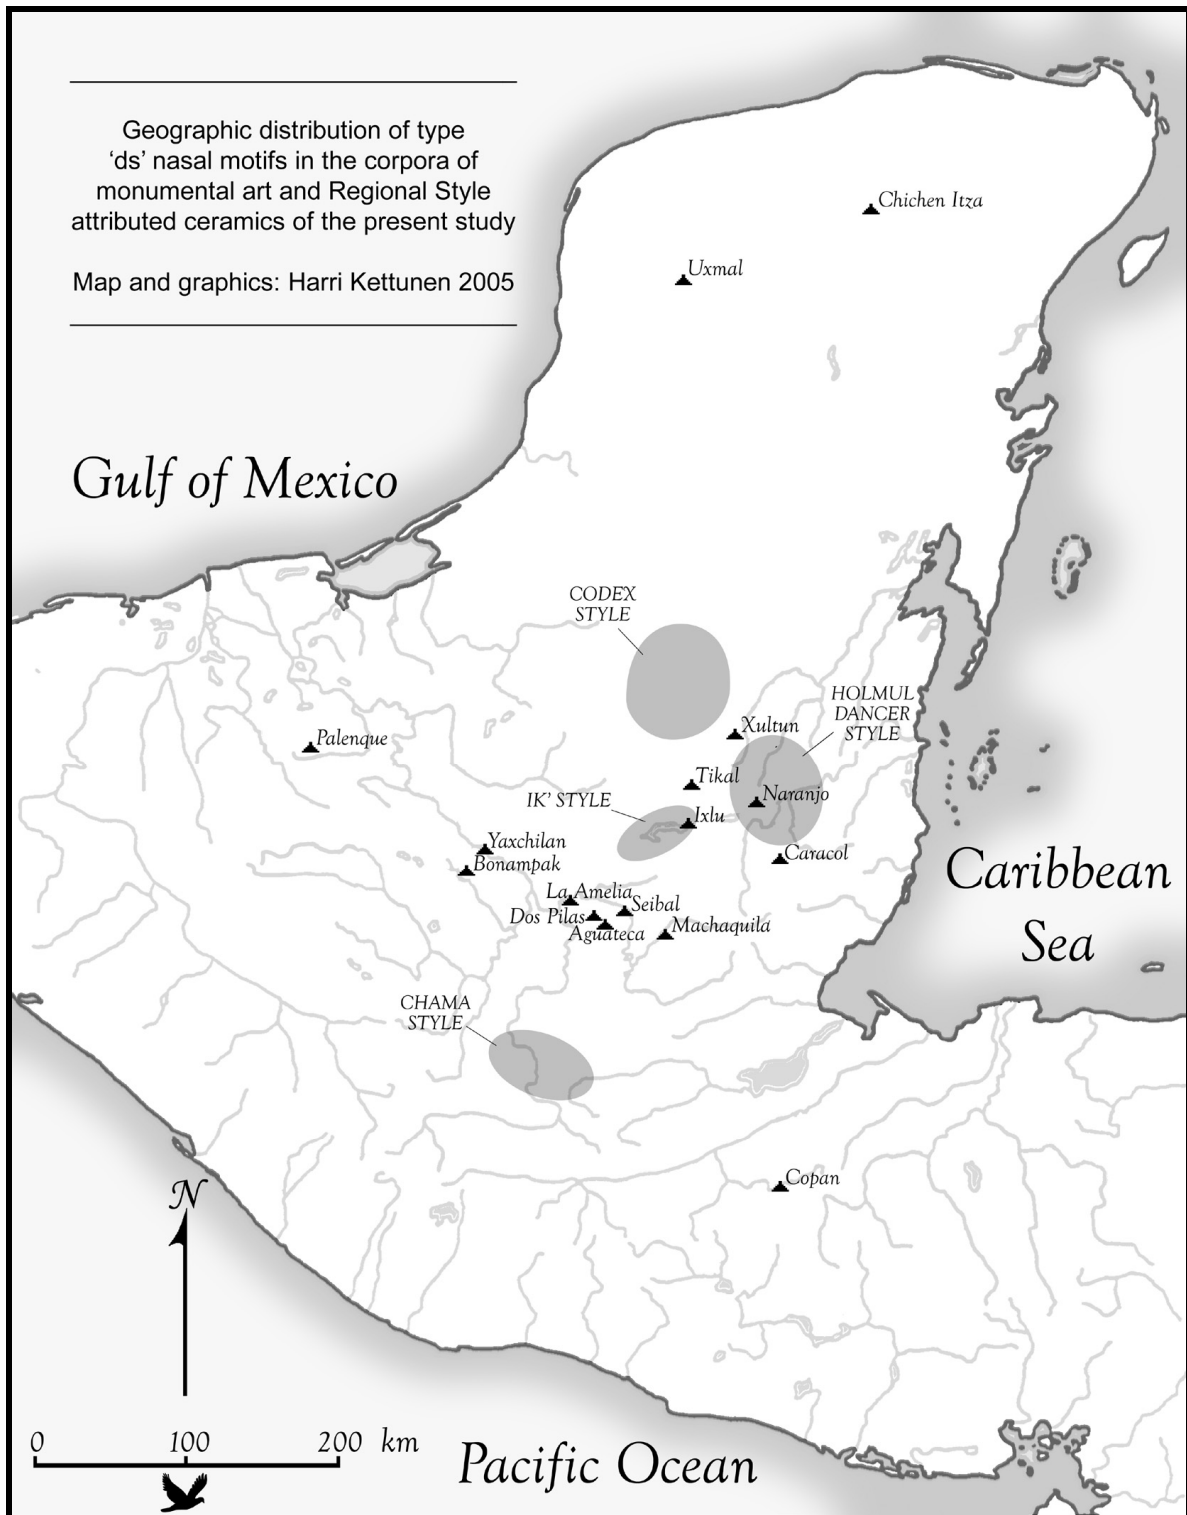 Geographic distribution of type
‘ds’ nasal motifs in the corpora of
monumental art and Regional Style
attributed ceramics of the present study
Map and graphics: Harri Kettunen 2005
Chichen Itza
Uxmal
Gulf of Mexico
CODEX
STYLE
HOLMUL
DANCER
STYLE
Xultun
Palenque
Tikal
Naranjo
IK’ STYLE
Ixlu
Yaxchilan
Bonampak
Caracol
Caribbean
Sea
La Amelia
Seibal
Dos Pilas
Aguateca
Machaquila
CHAMA
STYLE
Copan
N
0 100 200 km
Pacific Ocean